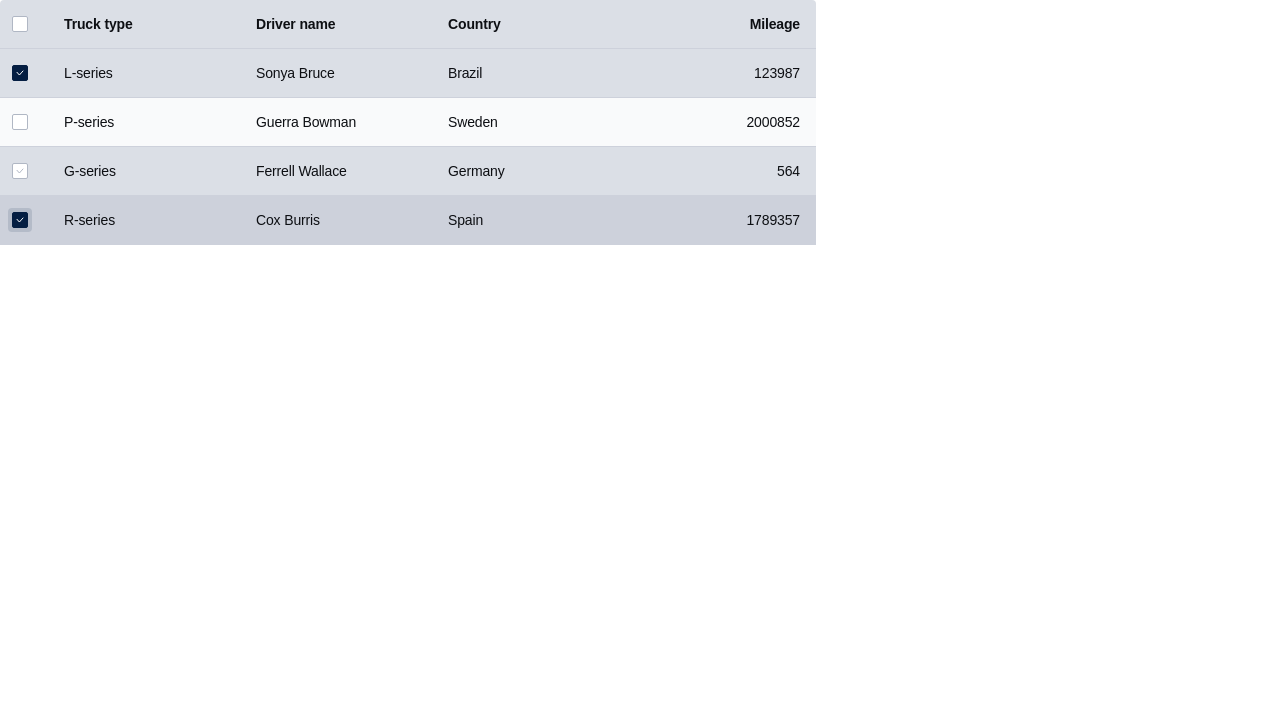 Truck type Driver name Country Mileage
L-series Sonya Bruce Brazil 123987
P-series Guerra Bowman Sweden 2000852
G-series Ferrell Wallace Germany 564
R-series Cox Burris Spain 1789357